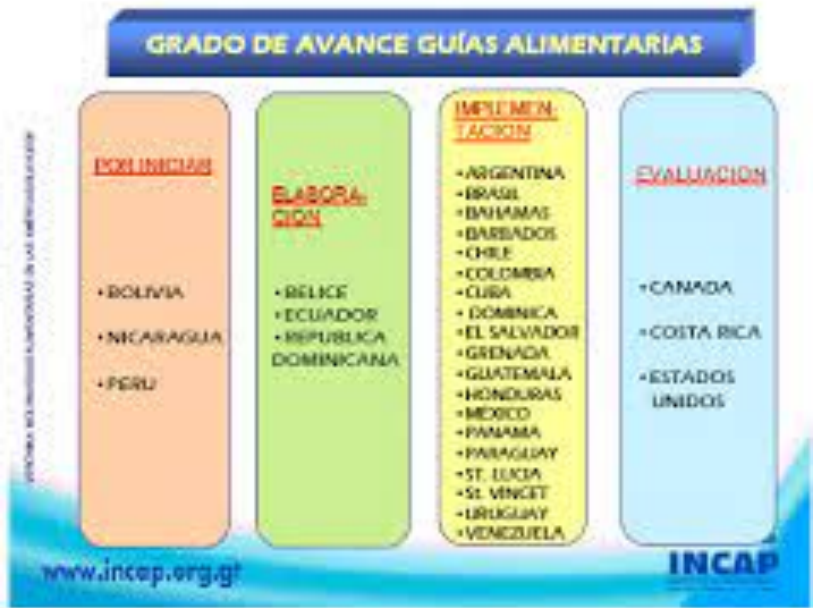 GRADO DE AVANCE GUÍAS ALIMENTARIAS
POR INICIAR
• BOLIVIA
• NICARAGUA
• PERU
ELABORA-
CION
• BELICE
• ECUADOR
• REPUBLICA
DOMINICANA
IMPLEMEN-
TACION
• ARGENTINA
• BRASIL
• BAHAMAS
• BARBADOS
• CHILE
• COLOMBIA
• CUBA
• DOMINICA
• EL SALVADOR
• GRENADA
• GUATEMALA
• HONDURAS
• MEXICO
• PANAMA
• PARAGUAY
• ST. LUCIA
• St. VINCET
• URUGUAY
• VENEZUELA
EVALUACION
• CANADA
• COSTA RICA
• ESTADOS
UNIDOS
www.incap.org.gt
INCAP